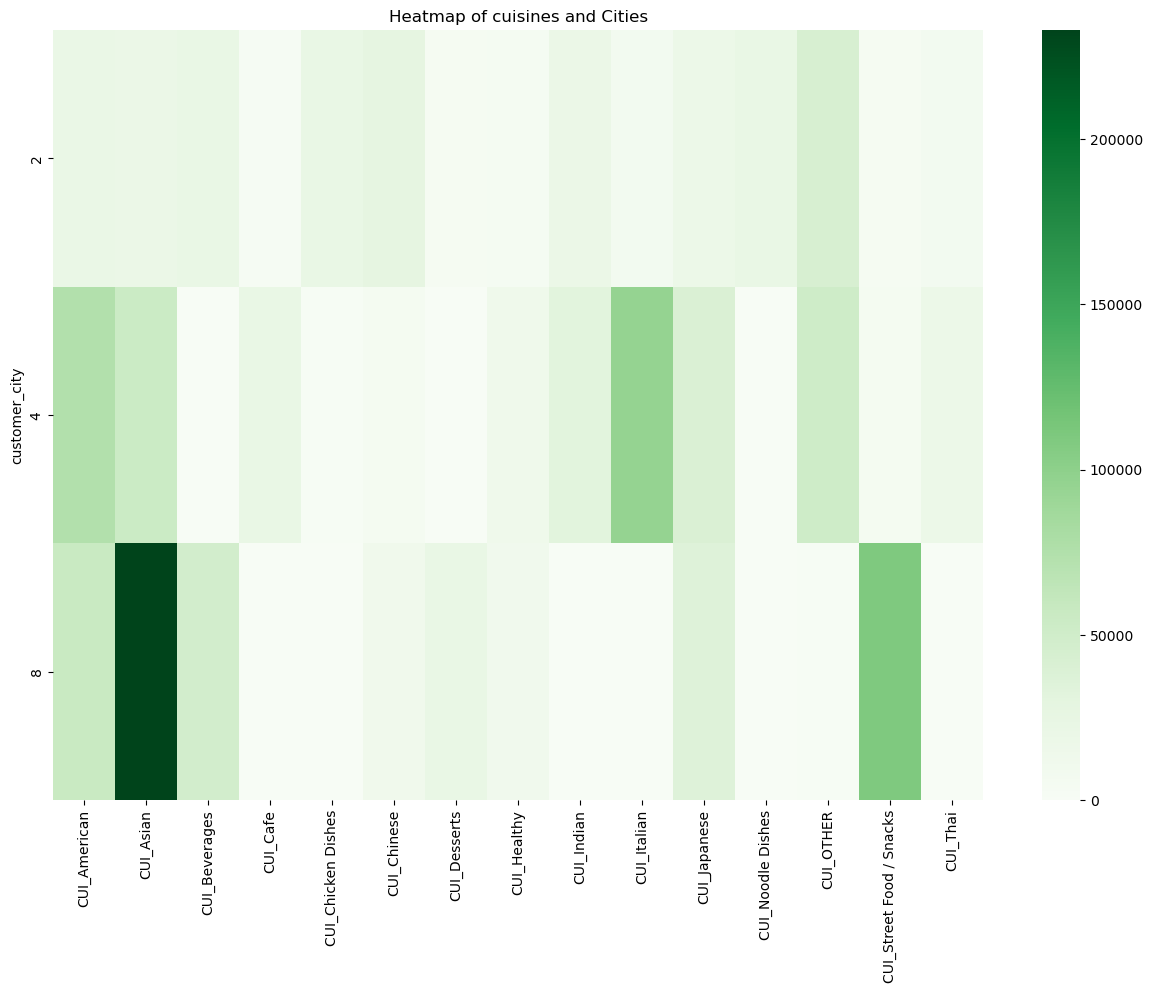 Heatmap of cuisines and Cities
customer_city
2
4
8
CUI_American
CUI_Asian
CUI_Beverages
CUI_Cafe
CUI_Chicken Dishes
CUI_Chinese
CUI_Desserts
CUI_Healthy
CUI_Indian
CUI_Italian
CUI_Japanese
CUI_Noodle Dishes
CUI_OTHER
CUI_Street Food / Snacks
CUI_Thai
200000
150000
100000
50000
0